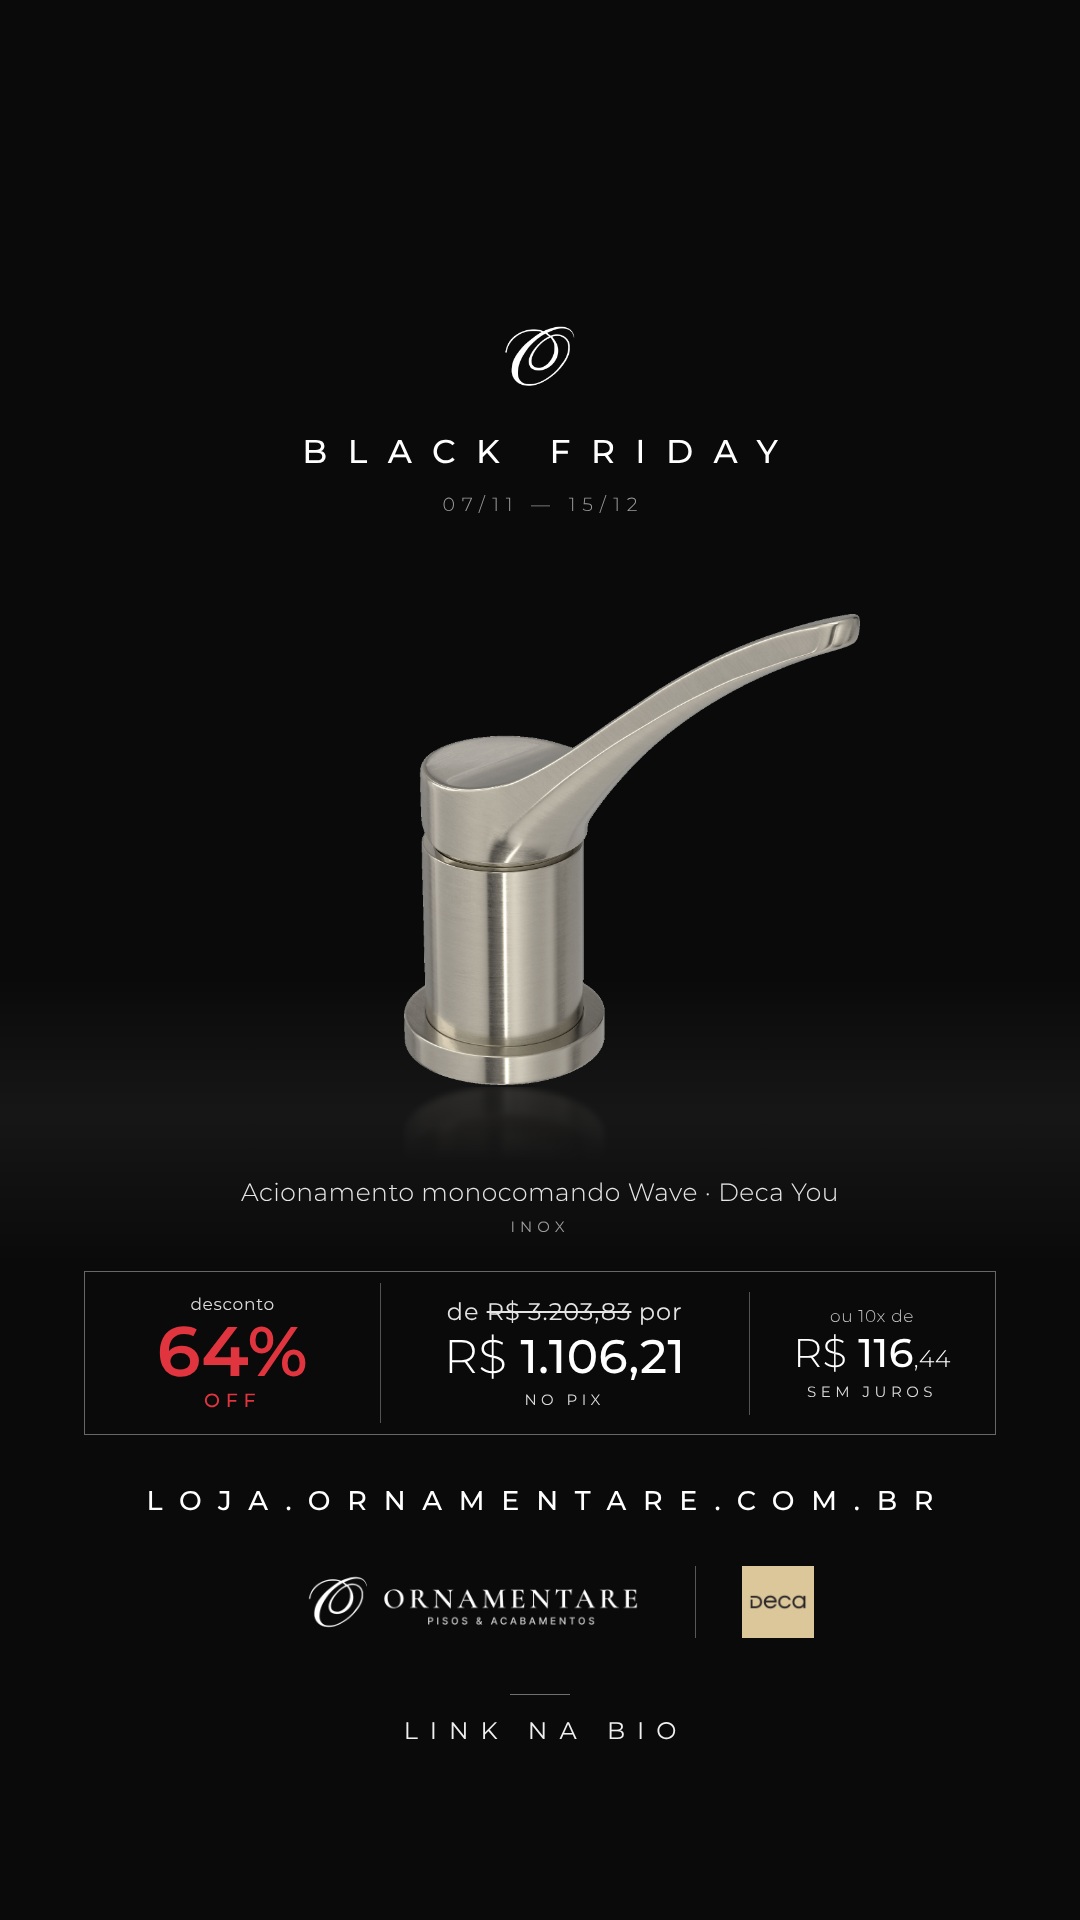 O
BLACK FRIDAY
07/11 — 15/12
Acionamento monocomando Wave · Deca You
INOX
desconto
64%
OFF
de R$ 3.203,83 por
R$ 1.106,21
NO PIX
ou 10x de
R$ 116,44
SEM JUROS
LOJA.ORNAMENTARE.COM.BR
O ORNAMENTARE
PISOS & ACABAMENTOS
Deca
LINK NA BIO